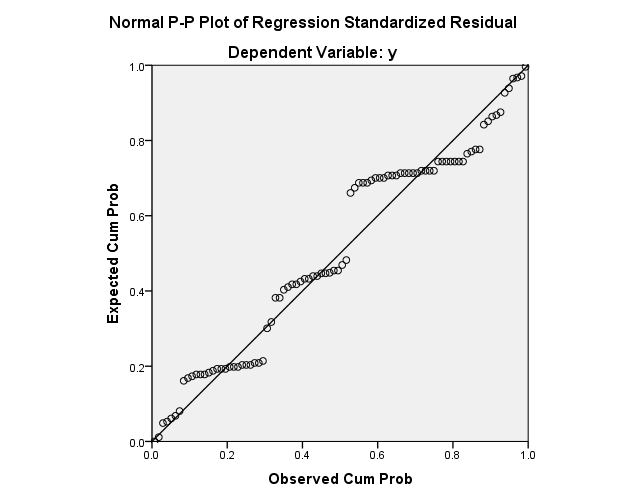 Normal P-P Plot of Regression Standardized Residual
Dependent Variable: y
1.0
0.8
0.6
0.4
0.2
0.0
Expected Cum Prob
0.0 0.2 0.4 0.6 0.8 1.0
Observed Cum Prob